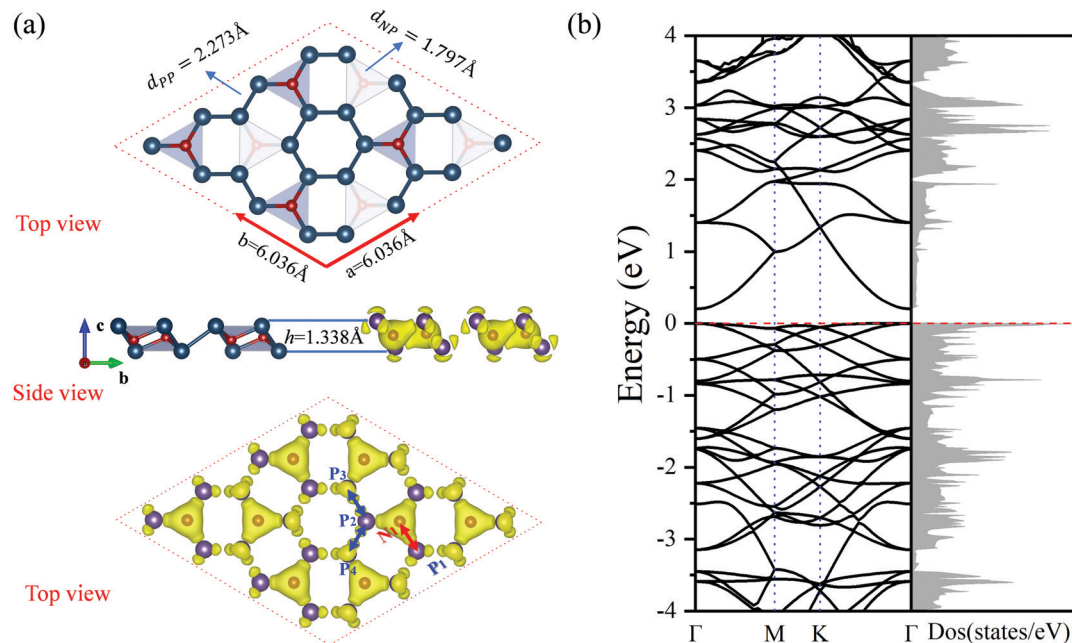 (a)
d_PP = 2.273Å
d_NP = 1.797Å
Top view
b=6.036Å
a=6.036Å
c
b
h=1.338Å
Side view
P3
P2
P4
N
P1
Top view
(b)
Energy (eV)
4
3
2
1
0
-1
-2
-3
-4
Γ M K Γ
Dos(states/eV)